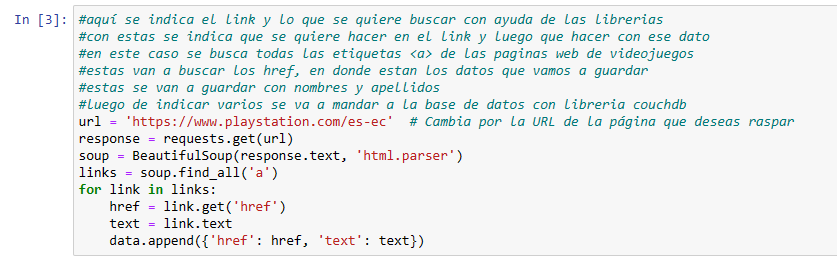 In [3]: #aquí se indica el link y lo que se quiere buscar con ayuda de las librerias
#con estas se indica que se quiere hacer en el link y luego que hacer con ese dato
#en este caso se busca todas las etiquetas <a> de las paginas web de videojuegos
#estas van a buscar los href, en donde estan los datos que vamos a guardar
#estas se van a guardar con nombres y apellidos
#luego de indicar varios se va a mandar a la base de datos con libreria couchdb
url = 'https://www.playstation.com/es-ec'  # Cambia por la URL de la página que deseas raspar
response = requests.get(url)
soup = BeautifulSoup(response.text, 'html.parser')
links = soup.find_all('a')
for link in links:
    href = link.get('href')
    text = link.text
    data.append({'href': href, 'text': text})